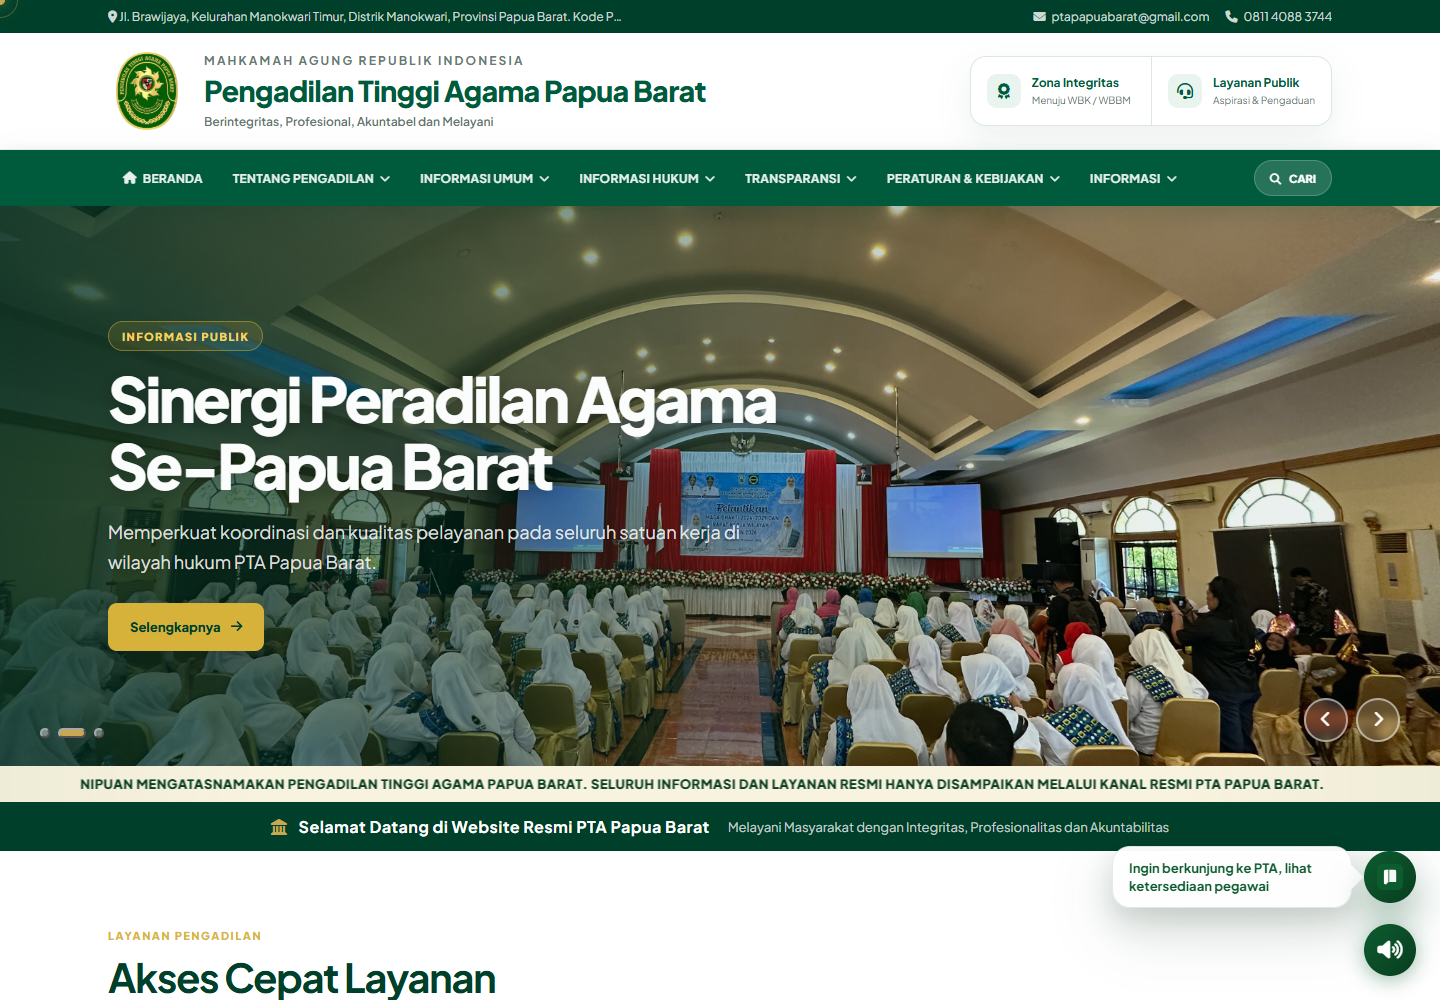 Jl. Brawijaya, Kelurahan Manokwari Timur, Distrik Manokwari, Provinsi Papua Barat. Kode P...
ptapapuabarat@gmail.com
0811 4088 3744
MAHKAMAH AGUNG REPUBLIK INDONESIA
Pengadilan Tinggi Agama Papua Barat
Berintegritas, Profesional, Akuntabel dan Melayani
Zona Integritas
Menuju WBK / WBBM
Layanan Publik
Aspirasi & Pengaduan
BERANDA
TENTANG PENGADILAN
INFORMASI UMUM
INFORMASI HUKUM
TRANSPARANSI
PERATURAN & KEBIJAKAN
INFORMASI
CARI
INFORMASI PUBLIK
Sinergi Peradilan Agama
Se-Papua Barat
Memperkuat koordinasi dan kualitas pelayanan pada seluruh satuan kerja di
wilayah hukum PTA Papua Barat.
Selengkapnya
Pelantikan
NIPUAN MENGATASNAMAKAN PENGADILAN TINGGI AGAMA PAPUA BARAT. SELURUH INFORMASI DAN LAYANAN RESMI HANYA DISAMPAIKAN MELALUI KANAL RESMI PTA PAPUA BARAT.
Selamat Datang di Website Resmi PTA Papua Barat
Melayani Masyarakat dengan Integritas, Profesionalitas dan Akuntabilitas
Ingin berkunjung ke PTA, lihat
ketersediaan pegawai
LAYANAN PENGADILAN
Akses Cepat Layanan